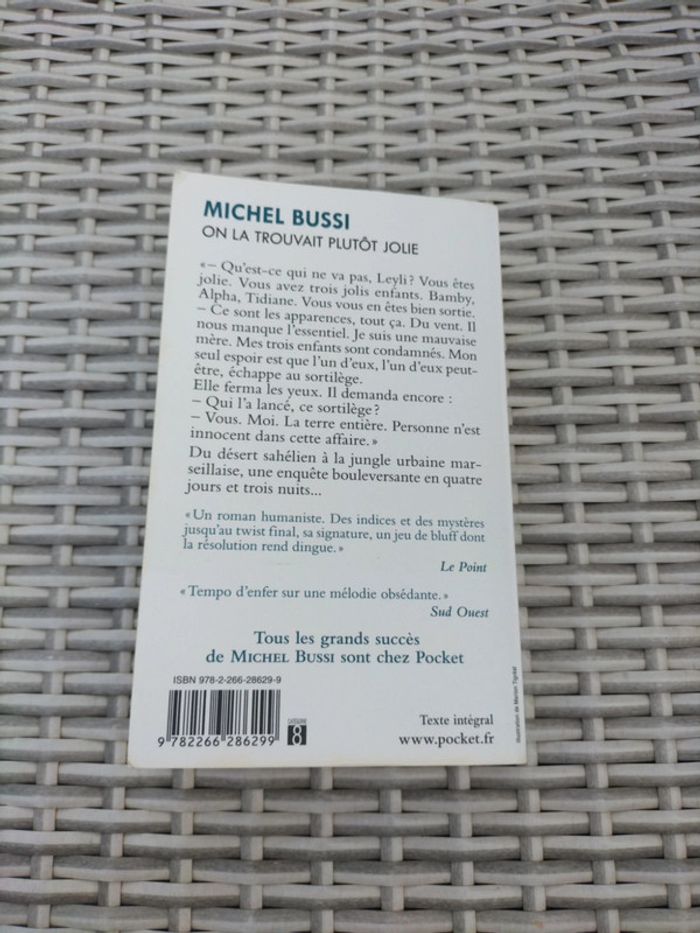 MICHEL BUSSI
ON LA TROUVAIT PLUTÔT JOLIE
« – Qu'est-ce qui ne va pas, Leyli ? Vous êtes
jolie. Vous avez trois jolis enfants. Bamby,
Alpha, Tidiane. Vous vous en êtes bien sortie.
– Ce sont les apparences, tout ça. Du vent. Il
nous manque l'essentiel. Je suis une mauvaise
mère. Mes trois enfants sont condamnés. Mon
seul espoir est que l'un d'eux, l'un d'eux peut-
être, échappe au sortilège.
Elle ferma les yeux. Il demanda encore :
– Qui l'a lancé, ce sortilège ?
– Vous. Moi. La terre entière. Personne n'est
innocent dans cette affaire. »
Du désert sahélien à la jungle urbaine mar-
seillaise, une enquête bouleversante en quatre
jours et trois nuits...
« Un roman humaniste. Des indices et des mystères
jusqu'au twist final, sa signature, un jeu de bluff dont
la résolution rend dingue. »
Le Point
« Tempo d'enfer sur une mélodie obsédante. »
Sud Ouest
Tous les grands succès
de MICHEL BUSSI sont chez Pocket
ISBN 978-2-266-28629-9
9 782266 286299
CATÉGORIE
8
Texte intégral
www.pocket.fr
Illustration de Marion Tigréat